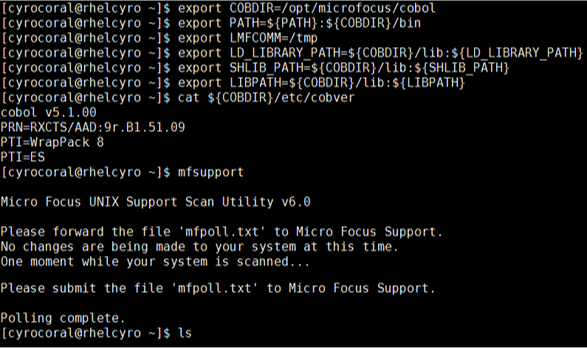 [cyrocoral@rhelcyro ~]$ export COBDIR=/opt/microfocus/cobol
[cyrocoral@rhelcyro ~]$ export PATH=${PATH}:${COBDIR}/bin
[cyrocoral@rhelcyro ~]$ export LMFCOMM=/tmp
[cyrocoral@rhelcyro ~]$ export LD_LIBRARY_PATH=${COBDIR}/lib:${LD_LIBRARY_PATH}
[cyrocoral@rhelcyro ~]$ export SHLIB_PATH=${COBDIR}/lib:${SHLIB_PATH}
[cyrocoral@rhelcyro ~]$ export LIBPATH=${COBDIR}/lib:${LIBPATH}
[cyrocoral@rhelcyro ~]$ cat ${COBDIR}/etc/cobver
cobol v5.1.00
PRN=RXCTS/AAD:9r.B1.51.09
PTI=WrapPack 8
PTI=ES
[cyrocoral@rhelcyro ~]$ mfsupport
Micro Focus UNIX Support Scan Utility v6.0
Please forward the file 'mfpoll.txt' to Micro Focus Support.
No changes are being made to your system at this time.
One moment while your system is scanned...
Please submit the file 'mfpoll.txt' to Micro Focus Support.
Polling complete.
[cyrocoral@rhelcyro ~]$ ls